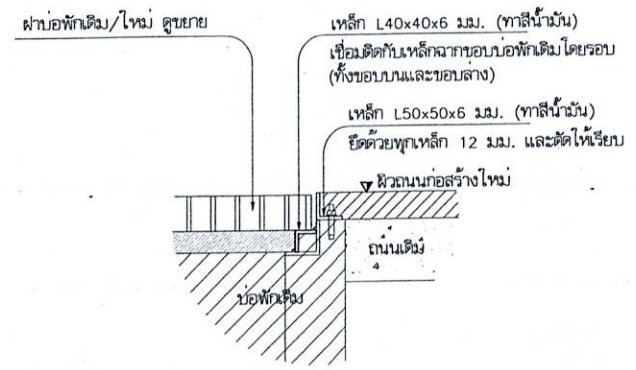 ฝาบ่อพักเดิม/ใหม่ ดูขยาย
เหล็ก L40x40x6 มม. (ทาสีน้ำมัน)
เชื่อมติดกับเหล็กฉากขอบบ่อพักเดิมโดยรอบ
(ทั้งขอบบนและขอบล่าง)
เหล็ก L50x50x6 มม. (ทาสีน้ำมัน)
ยึดด้วยพุกเหล็ก 12 มม. และตัดให้เรียบ
ผิวถนนก่อสร้างใหม่
ถนนเดิม
บ่อพักเดิม